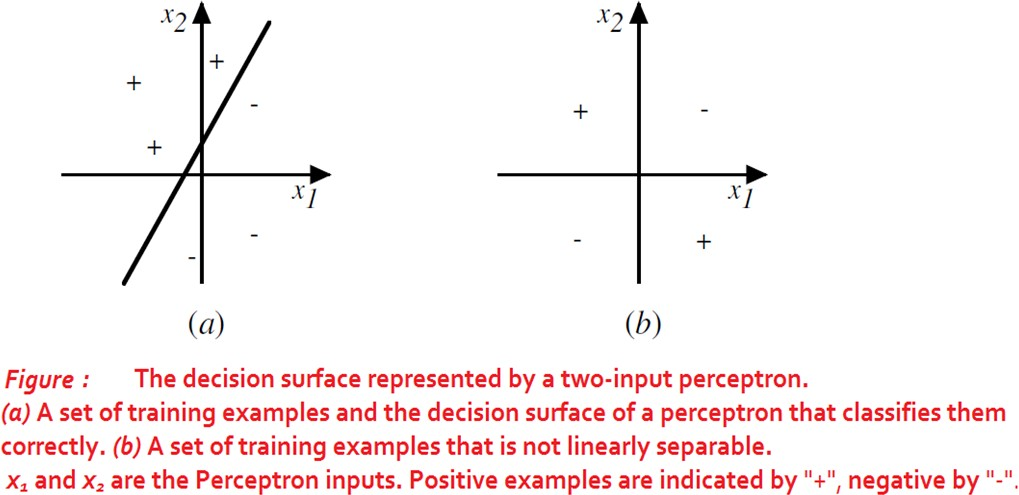 x2 x2
+
+
-
+ -
+
x1 x1
-
- +
-
(a) (b)
Figure : The decision surface represented by a two-input perceptron.
(a) A set of training examples and the decision surface of a perceptron that classifies them
correctly. (b) A set of training examples that is not linearly separable.
x₁ and x₂ are the Perceptron inputs. Positive examples are indicated by "+", negative by "-".